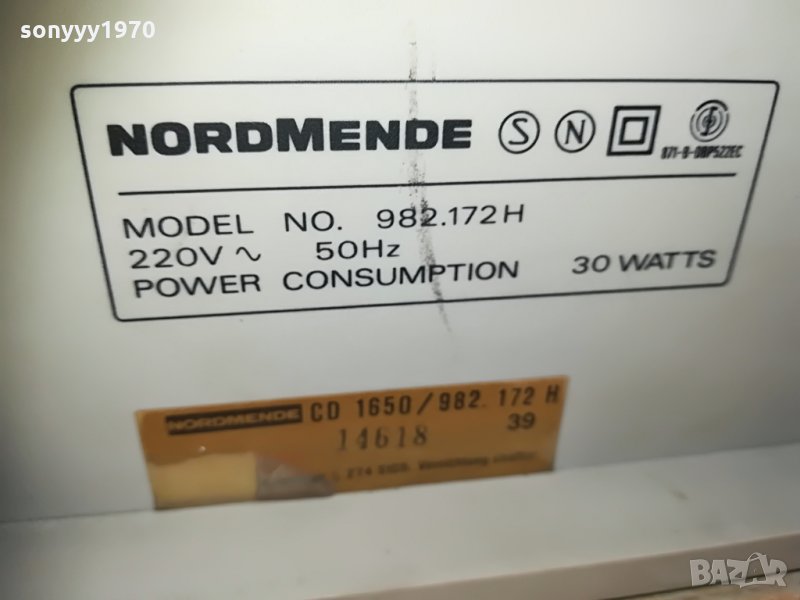 sonyyy1970
NORDMENDE S N
MODEL NO. 982.172H
220V ~ 50Hz
POWER CONSUMPTION 30 WATTS
NORDMENDE CD 1650/982. 172 H
14618 39
BAZAR